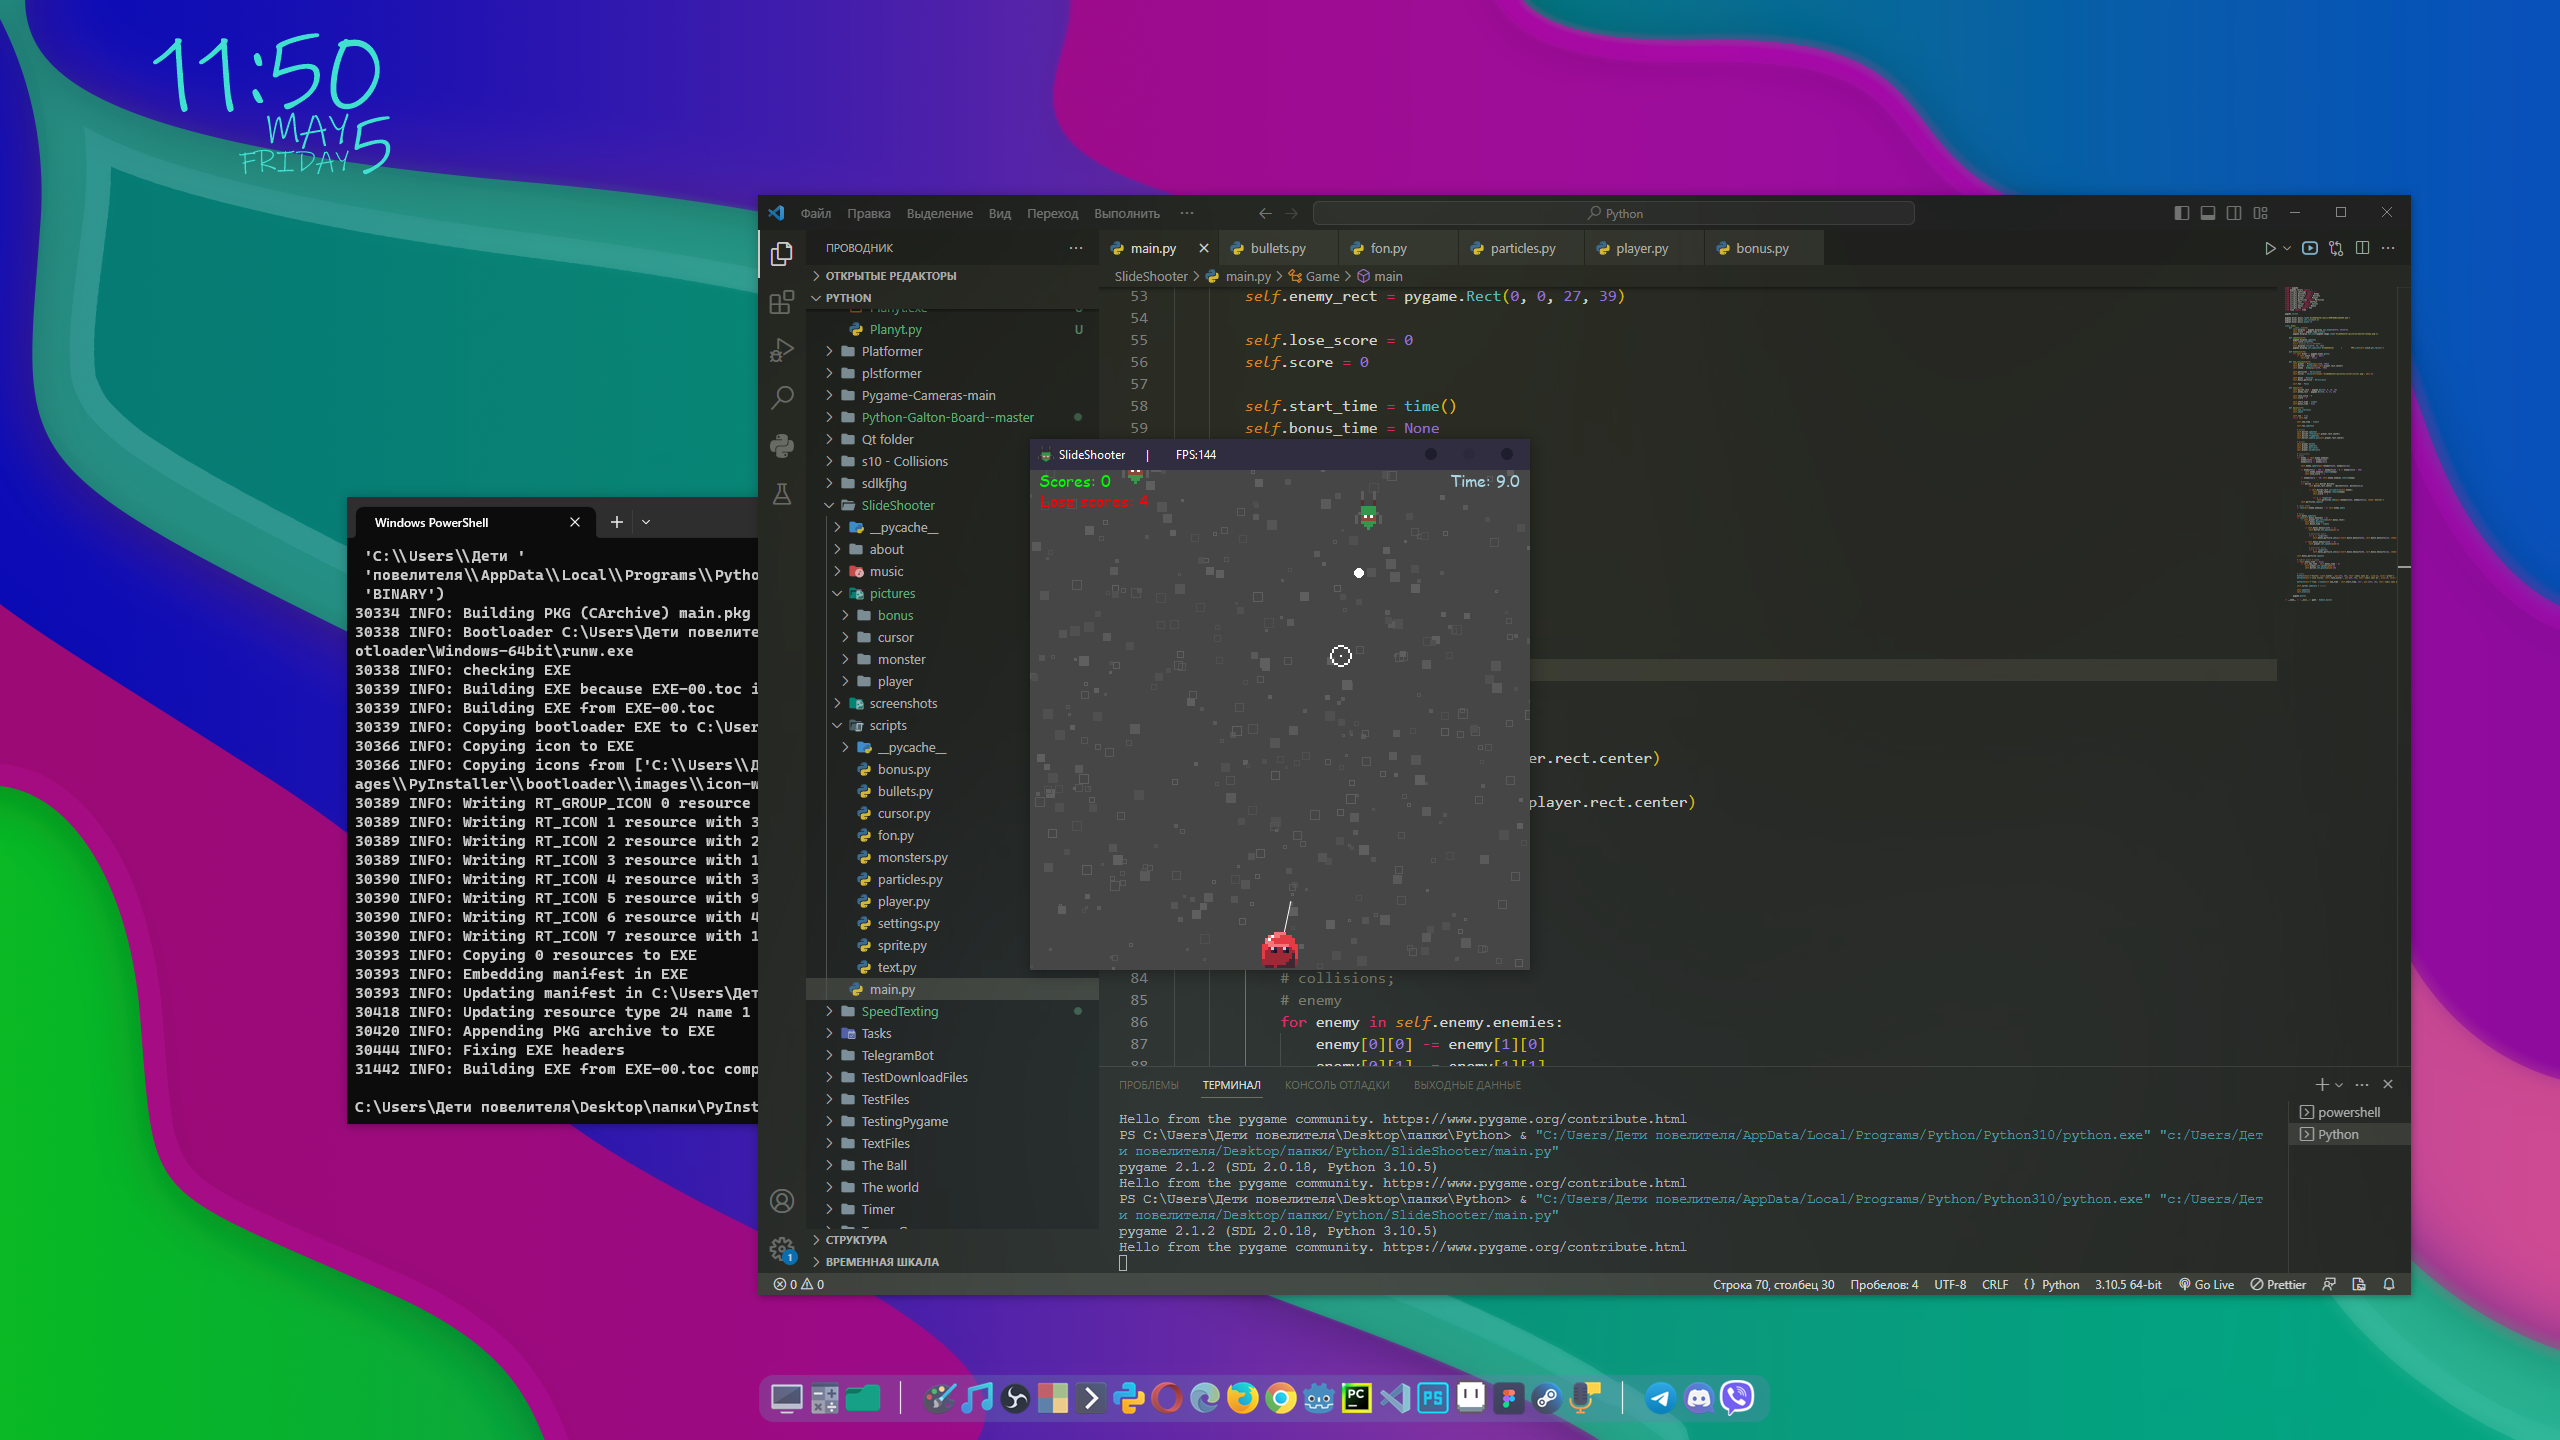 11:50
MAY 5
FRIDAY
Файл Правка Выделение Вид Переход Выполнить ···
Python
ПРОВОДНИК
main.py bullets.py fon.py particles.py player.py bonus.py
ОТКРЫТЫЕ РЕДАКТОРЫ
SlideShooter > main.py > Game > main
PYTHON
Planyt.exe U
Planyt.py U
Platformer
plstformer
Pygame-Cameras-main
Python-Galton-Board--master
Qt folder
s10 - Collisions
sdlkfjhg
SlideShooter
__pycache__
about
music
pictures
bonus
cursor
monster
player
screenshots
scripts
__pycache__
bonus.py
bullets.py
cursor.py
fon.py
monsters.py
particles.py
player.py
settings.py
sprite.py
text.py
main.py
SpeedTexting
Tasks
TelegramBot
TestDownloadFiles
TestFiles
TestingPygame
TextFiles
The Ball
The world
Timer
СТРУКТУРА
ВРЕМЕННАЯ ШКАЛА
53 self.enemy_rect = pygame.Rect(0, 0, 27, 39)
54
55 self.lose_score = 0
56 self.score = 0
57
58 self.start_time = time()
59 self.bonus_time = None
er.rect.center)
player.rect.center)
84 # collisions;
85 # enemy
86 for enemy in self.enemy.enemies:
87 enemy[0][0] -= enemy[1][0]
88 enemy[0][1] -= enemy[1][1]
SlideShooter | FPS:144
Scores: 0
Time: 9.0
Lose scores: 4
Windows PowerShell
'C:\\Users\\Дети '
'повелителя\\AppData\\Local\\Programs\\Pytho
'BINARY')
30334 INFO: Building PKG (CArchive) main.pkg
30338 INFO: Bootloader C:\Users\Дети повелите
otloader\Windows-64bit\runw.exe
30338 INFO: checking EXE
30339 INFO: Building EXE because EXE-00.toc i
30339 INFO: Building EXE from EXE-00.toc
30339 INFO: Copying bootloader EXE to C:\User
30366 INFO: Copying icon to EXE
30366 INFO: Copying icons from ['C:\\Users\\Д
ages\\PyInstaller\\bootloader\\images\\icon-w
30389 INFO: Writing RT_GROUP_ICON 0 resource
30389 INFO: Writing RT_ICON 1 resource with 3
30389 INFO: Writing RT_ICON 2 resource with 2
30389 INFO: Writing RT_ICON 3 resource with 1
30390 INFO: Writing RT_ICON 4 resource with 3
30390 INFO: Writing RT_ICON 5 resource with 9
30390 INFO: Writing RT_ICON 6 resource with 4
30390 INFO: Writing RT_ICON 7 resource with 1
30393 INFO: Copying 0 resources to EXE
30393 INFO: Embedding manifest in EXE
30393 INFO: Updating manifest in C:\Users\Дет
30418 INFO: Updating resource type 24 name 1
30420 INFO: Appending PKG archive to EXE
30444 INFO: Fixing EXE headers
31442 INFO: Building EXE from EXE-00.toc comp
C:\Users\Дети повелителя\Desktop\папки\PyInst
ПРОБЛЕМЫ ТЕРМИНАЛ КОНСОЛЬ ОТЛАДКИ ВЫХОДНЫЕ ДАННЫЕ
Hello from the pygame community. https://www.pygame.org/contribute.html
PS C:\Users\Дети повелителя\Desktop\папки\Python> & "C:/Users/Дети повелителя/AppData/Local/Programs/Python/Python310/python.exe" "c:/Users/Дет
и повелителя/Desktop/папки/Python/SlideShooter/main.py"
pygame 2.1.2 (SDL 2.0.18, Python 3.10.5)
Hello from the pygame community. https://www.pygame.org/contribute.html
PS C:\Users\Дети повелителя\Desktop\папки\Python> & "C:/Users/Дети повелителя/AppData/Local/Programs/Python/Python310/python.exe" "c:/Users/Дет
и повелителя/Desktop/папки/Python/SlideShooter/main.py"
pygame 2.1.2 (SDL 2.0.18, Python 3.10.5)
Hello from the pygame community. https://www.pygame.org/contribute.html
powershell
Python
1
0 0
Строка 70, столбец 30 Пробелов: 4 UTF-8 CRLF {} Python 3.10.5 64-bit Go Live Prettier
PC
PS